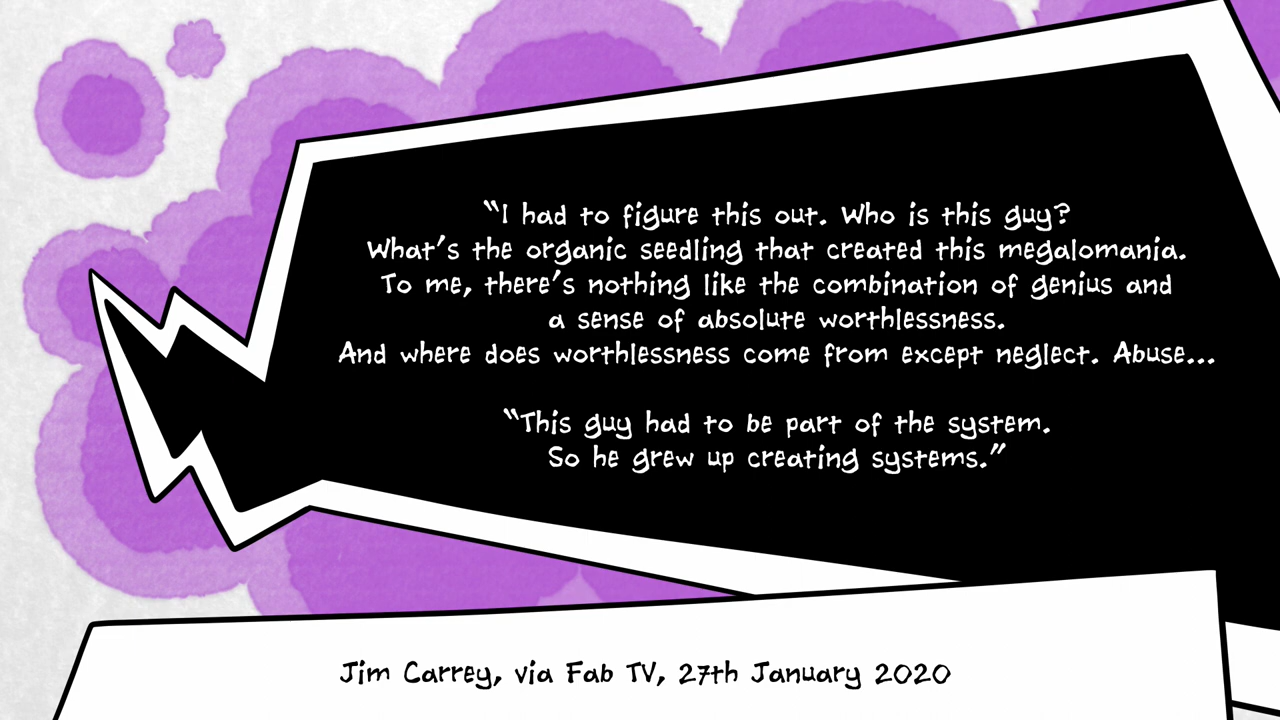 “I had to figure this out. Who is this guy?
What’s the organic seedling that created this megalomania.
To me, there’s nothing like the combination of genius and
a sense of absolute worthlessness.
And where does worthlessness come from except neglect. Abuse...
“This guy had to be part of the system.
So he grew up creating systems.”
Jim Carrey, via Fab TV, 27th January 2020